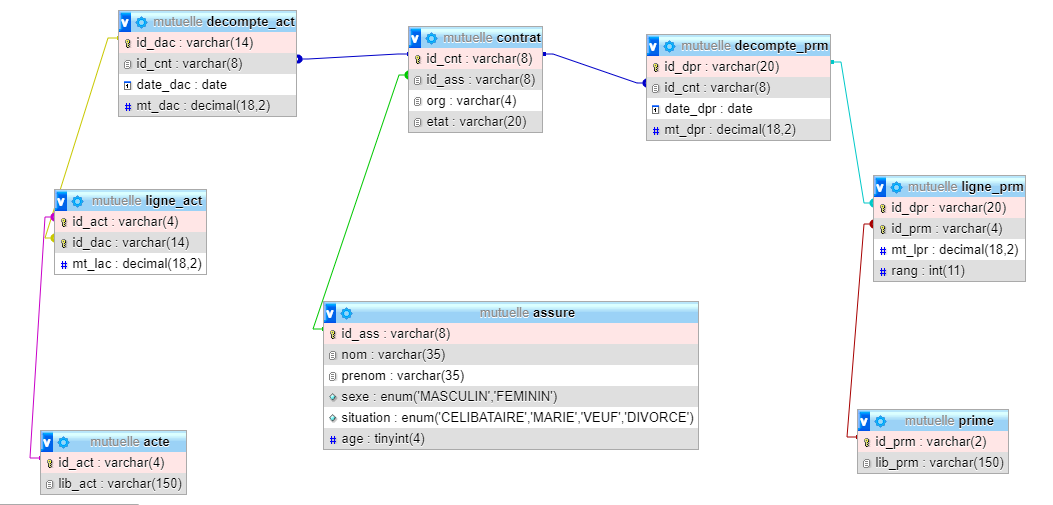 mutuelle decompte_act
id_dac : varchar(14)
id_cnt : varchar(8)
date_dac : date
mt_dac : decimal(18,2)
mutuelle contrat
id_cnt : varchar(8)
id_ass : varchar(8)
org : varchar(4)
etat : varchar(20)
mutuelle decompte_prm
id_dpr : varchar(20)
id_cnt : varchar(8)
date_dpr : date
mt_dpr : decimal(18,2)
mutuelle ligne_act
id_act : varchar(4)
id_dac : varchar(14)
mt_lac : decimal(18,2)
mutuelle ligne_prm
id_dpr : varchar(20)
id_prm : varchar(4)
mt_lpr : decimal(18,2)
rang : int(11)
mutuelle assure
id_ass : varchar(8)
nom : varchar(35)
prenom : varchar(35)
sexe : enum('MASCULIN','FEMININ')
situation : enum('CELIBATAIRE','MARIE','VEUF','DIVORCE')
age : tinyint(4)
mutuelle acte
id_act : varchar(4)
lib_act : varchar(150)
mutuelle prime
id_prm : varchar(2)
lib_prm : varchar(150)